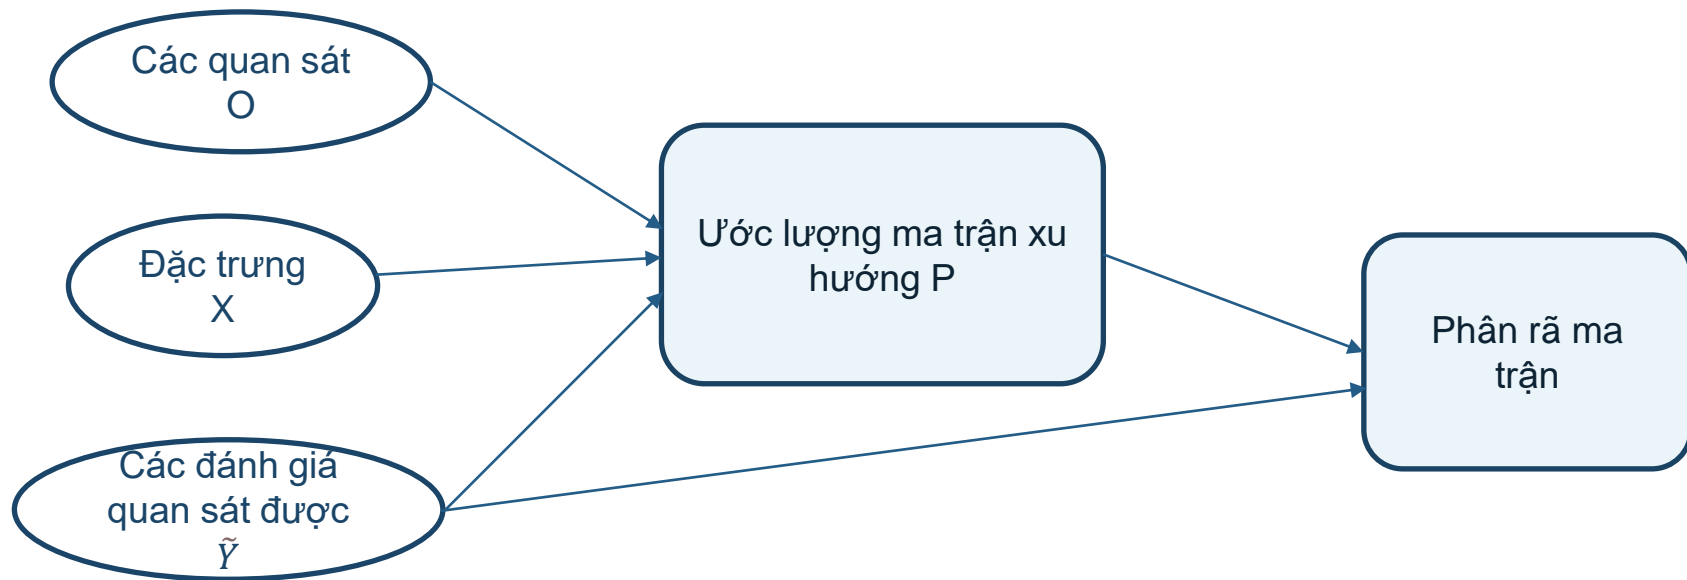 Các quan sát
O
Đặc trưng
X
Các đánh giá
quan sát được
Ỹ
Ước lượng ma trận xu
hướng P
Phân rã ma
trận